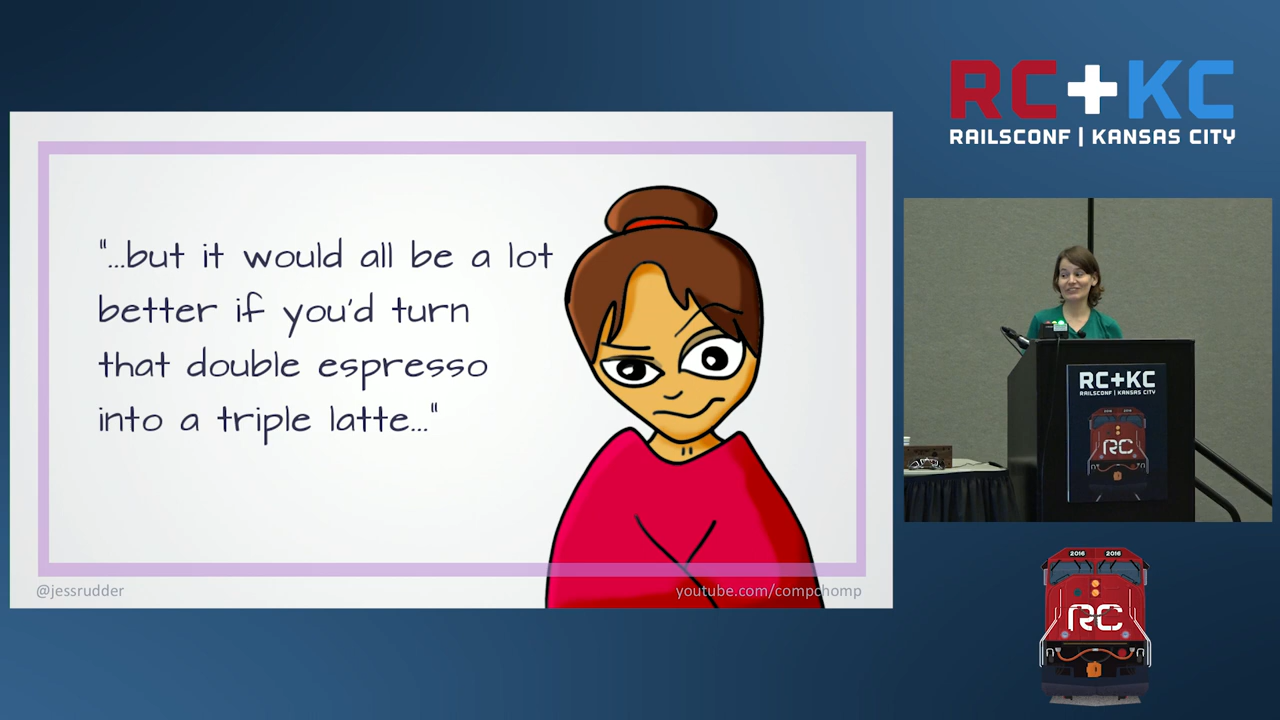 "...but it would all be a lot
better if you'd turn
that double espresso
into a triple latte..."
@jessrudder
youtube.com/compchomp
RC+KC
RAILSCONF | KANSAS CITY
RC+KC
RAILSCONF | KANSAS CITY
RC
2016 2016
RC